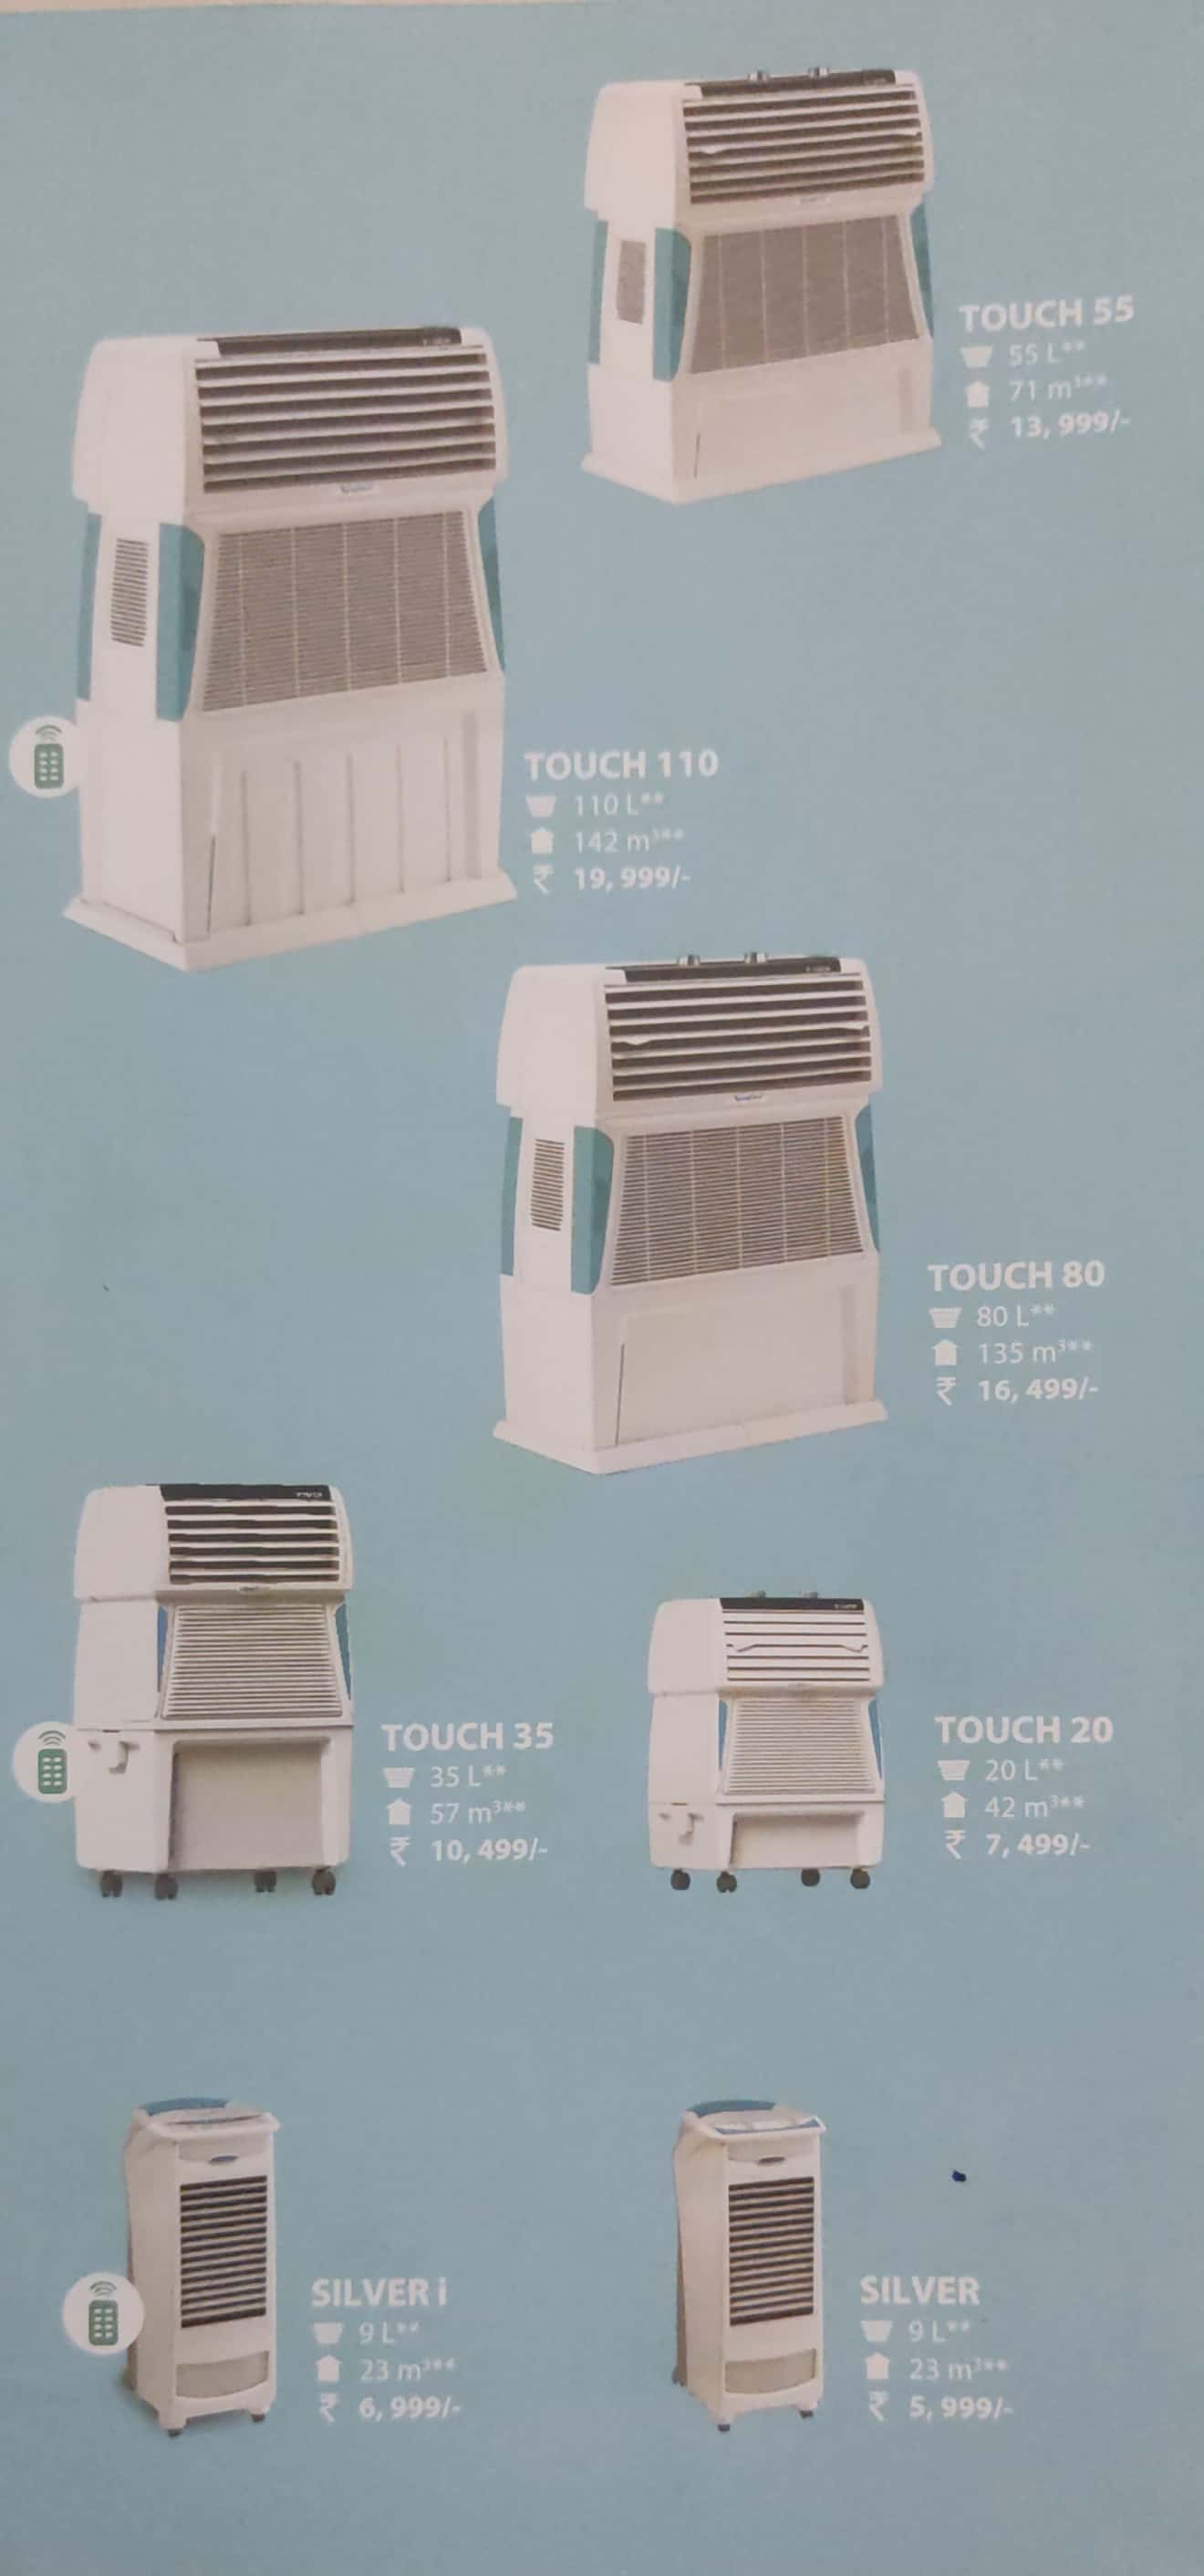 TOUCH 55
55 L**
71 m³**
₹ 13, 999/-
TOUCH 110
110 L**
142 m³**
₹ 19, 999/-
TOUCH 80
80 L**
135 m³**
₹ 16, 499/-
TOUCH 35
35 L**
57 m³**
₹ 10, 499/-
TOUCH 20
20 L**
42 m³**
₹ 7, 499/-
SILVER i
9 L**
23 m³**
₹ 6, 999/-
SILVER
9 L**
23 m³**
₹ 5, 999/-